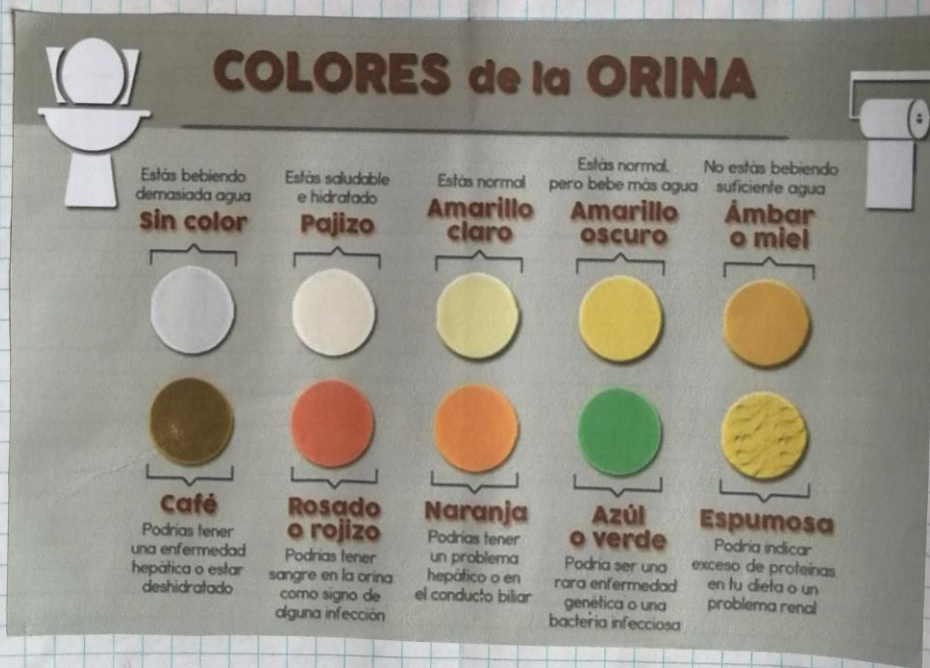 COLORES de la ORINA
Estás bebiendo
demasiada agua
Sin color
Estás saludable
e hidratado
Pajizo
Estás normal
Amarillo
claro
Estás normal.
pero bebe más agua
Amarillo
oscuro
No estás bebiendo
suficiente agua
Ámbar
o miel
Café
Podrías tener
una enfermedad
hepática o estar
deshidratado
Rosado
o rojizo
Podrías tener
sangre en la orina
como signo de
alguna infección
Naranja
Podrías tener
un problema
hepático o en
el conducto biliar
Azúl
o verde
Podría ser una
rara enfermedad
genética o una
bacteria infecciosa
Espumosa
Podría indicar
exceso de proteínas
en tu dieta o un
problema renal